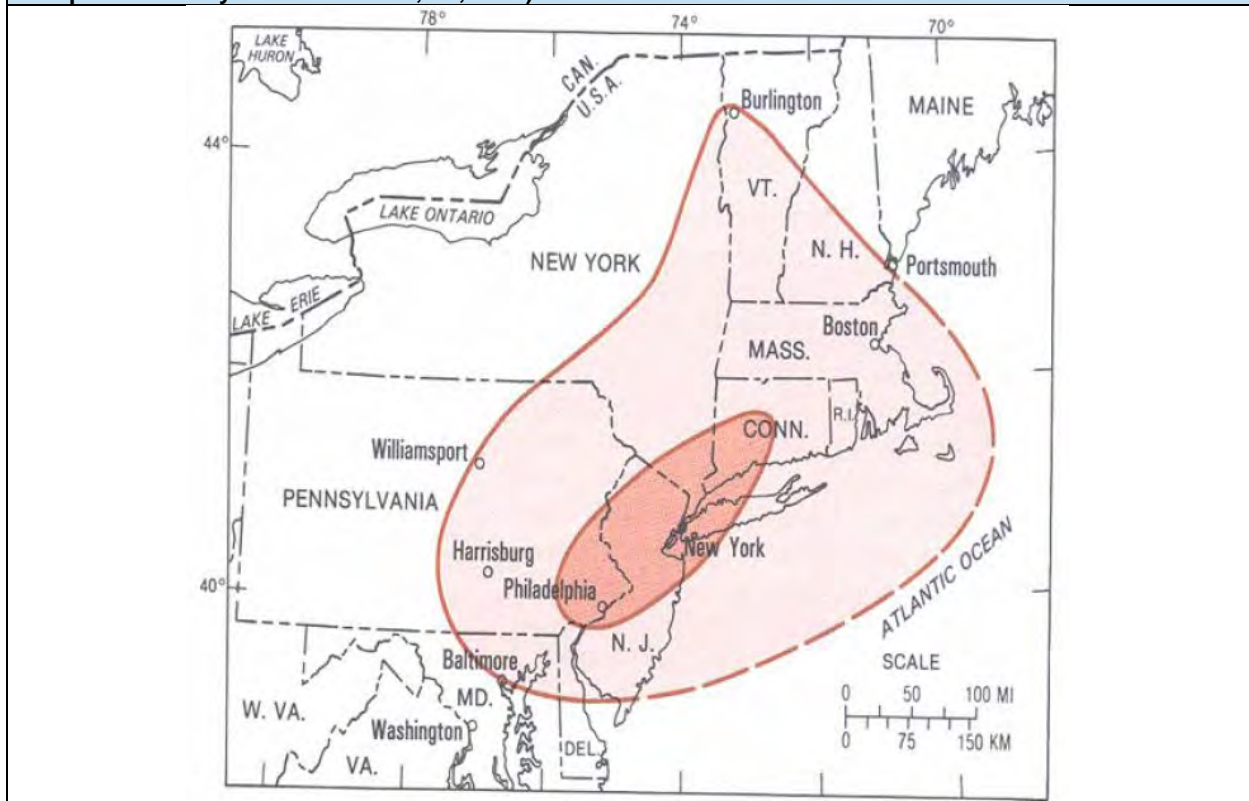 78°
74°
70°
LAKE
HURON
CAN.
U.S.A.
Burlington
MAINE
44°
VT.
LAKE ONTARIO
N. H.
NEW YORK
Portsmouth
LAKE ERIE
Boston
MASS.
CONN.
R.I.
Williamsport
PENNSYLVANIA
New York
Harrisburg
Philadelphia
40°
ATLANTIC OCEAN
N. J.
SCALE
Baltimore
MD.
0 50 100 MI
W. VA.
Washington
0 75 150 KM
DEL.
VA.